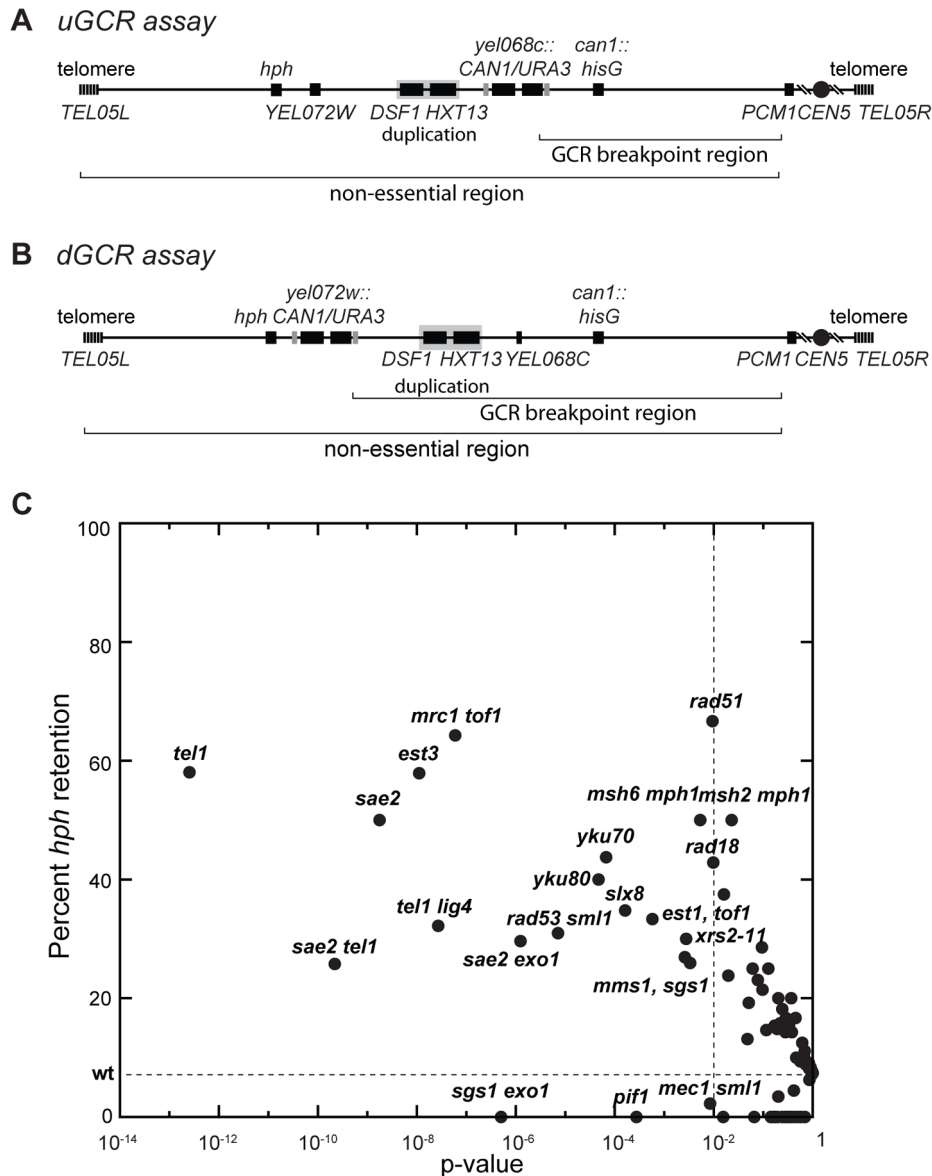 A uGCR assay
yel068c:: can1::
telomere hph CAN1/URA3 hisG telomere
TEL05L YEL072W DSF1 HXT13 PCM1 CEN5 TEL05R
duplication
GCR breakpoint region
non-essential region
B dGCR assay
yel072w:: can1::
telomere hph CAN1/URA3 hisG telomere
TEL05L DSF1 HXT13 YEL068C PCM1 CEN5 TEL05R
duplication
GCR breakpoint region
non-essential region
C
100
80
60
40
20
wt
0
Percent hph retention
rad51
mrc1 tof1
tel1
est3
sae2
msh6 mph1 msh2 mph1
yku70
rad18
yku80
slx8
tel1 lig4
rad53 sml1
est1, tof1
xrs2-11
sae2 tel1
sae2 exo1
mms1, sgs1
sgs1 exo1
pif1
mec1 sml1
10-14 10-12 10-10 10-8 10-6 10-4 10-2 1
p-value